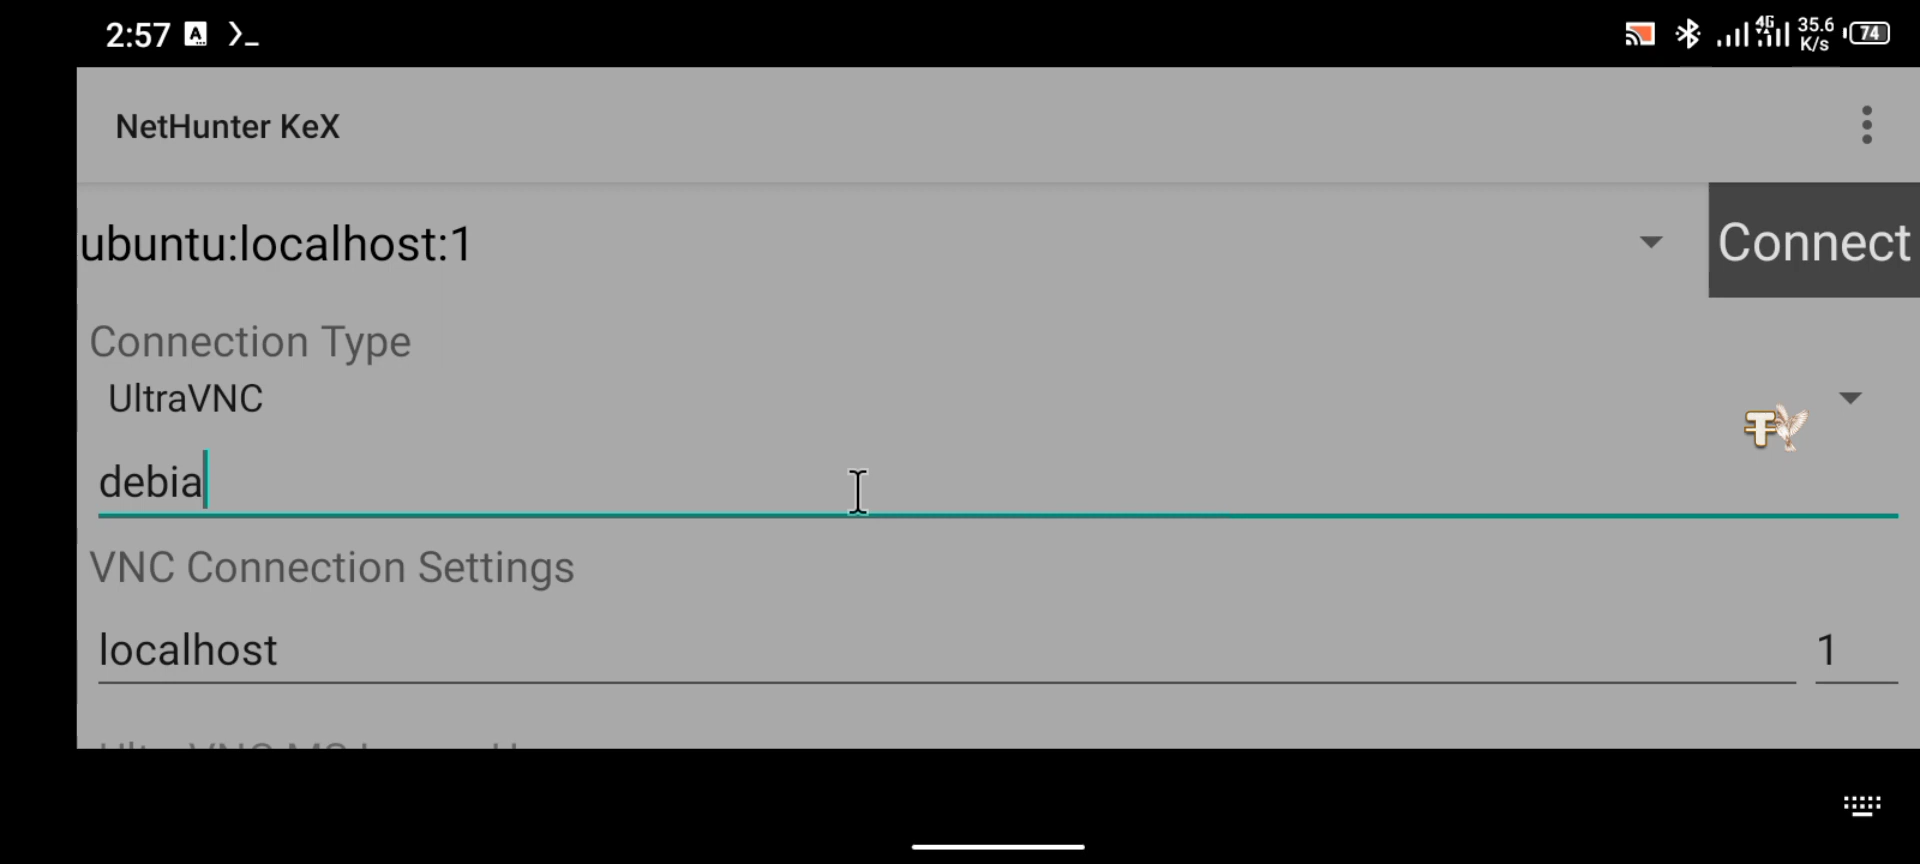 2:57 A 4G 35.6 K/s 74
NetHunter KeX
ubuntu:localhost:1
Connect
Connection Type
UltraVNC
debia
VNC Connection Settings
localhost 1